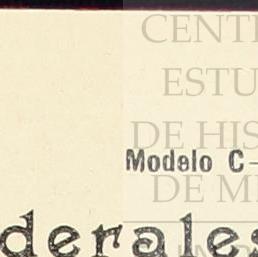 CENT
ESTU
DE HIS
Modelo C-
DE M
derales